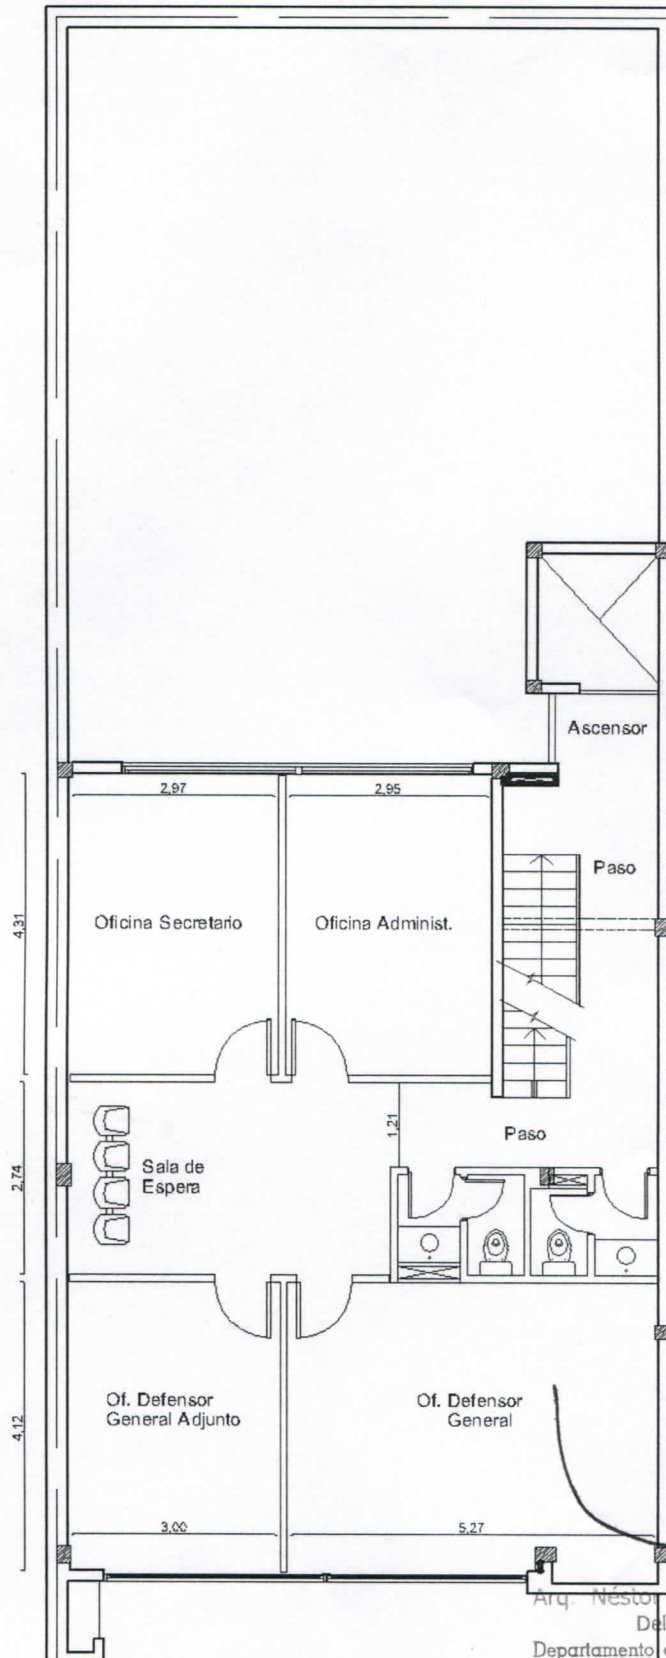 Ascensor
2,97
2,95
Paso
4,31
Oficina Secretario
Oficina Administ.
1,21
Paso
2,74
Sala de
Espera
Of. Defensor
General Adjunto
Of. Defensor
General
4,12
3,00
5,27
Arq. Néstor
Del
Departamento